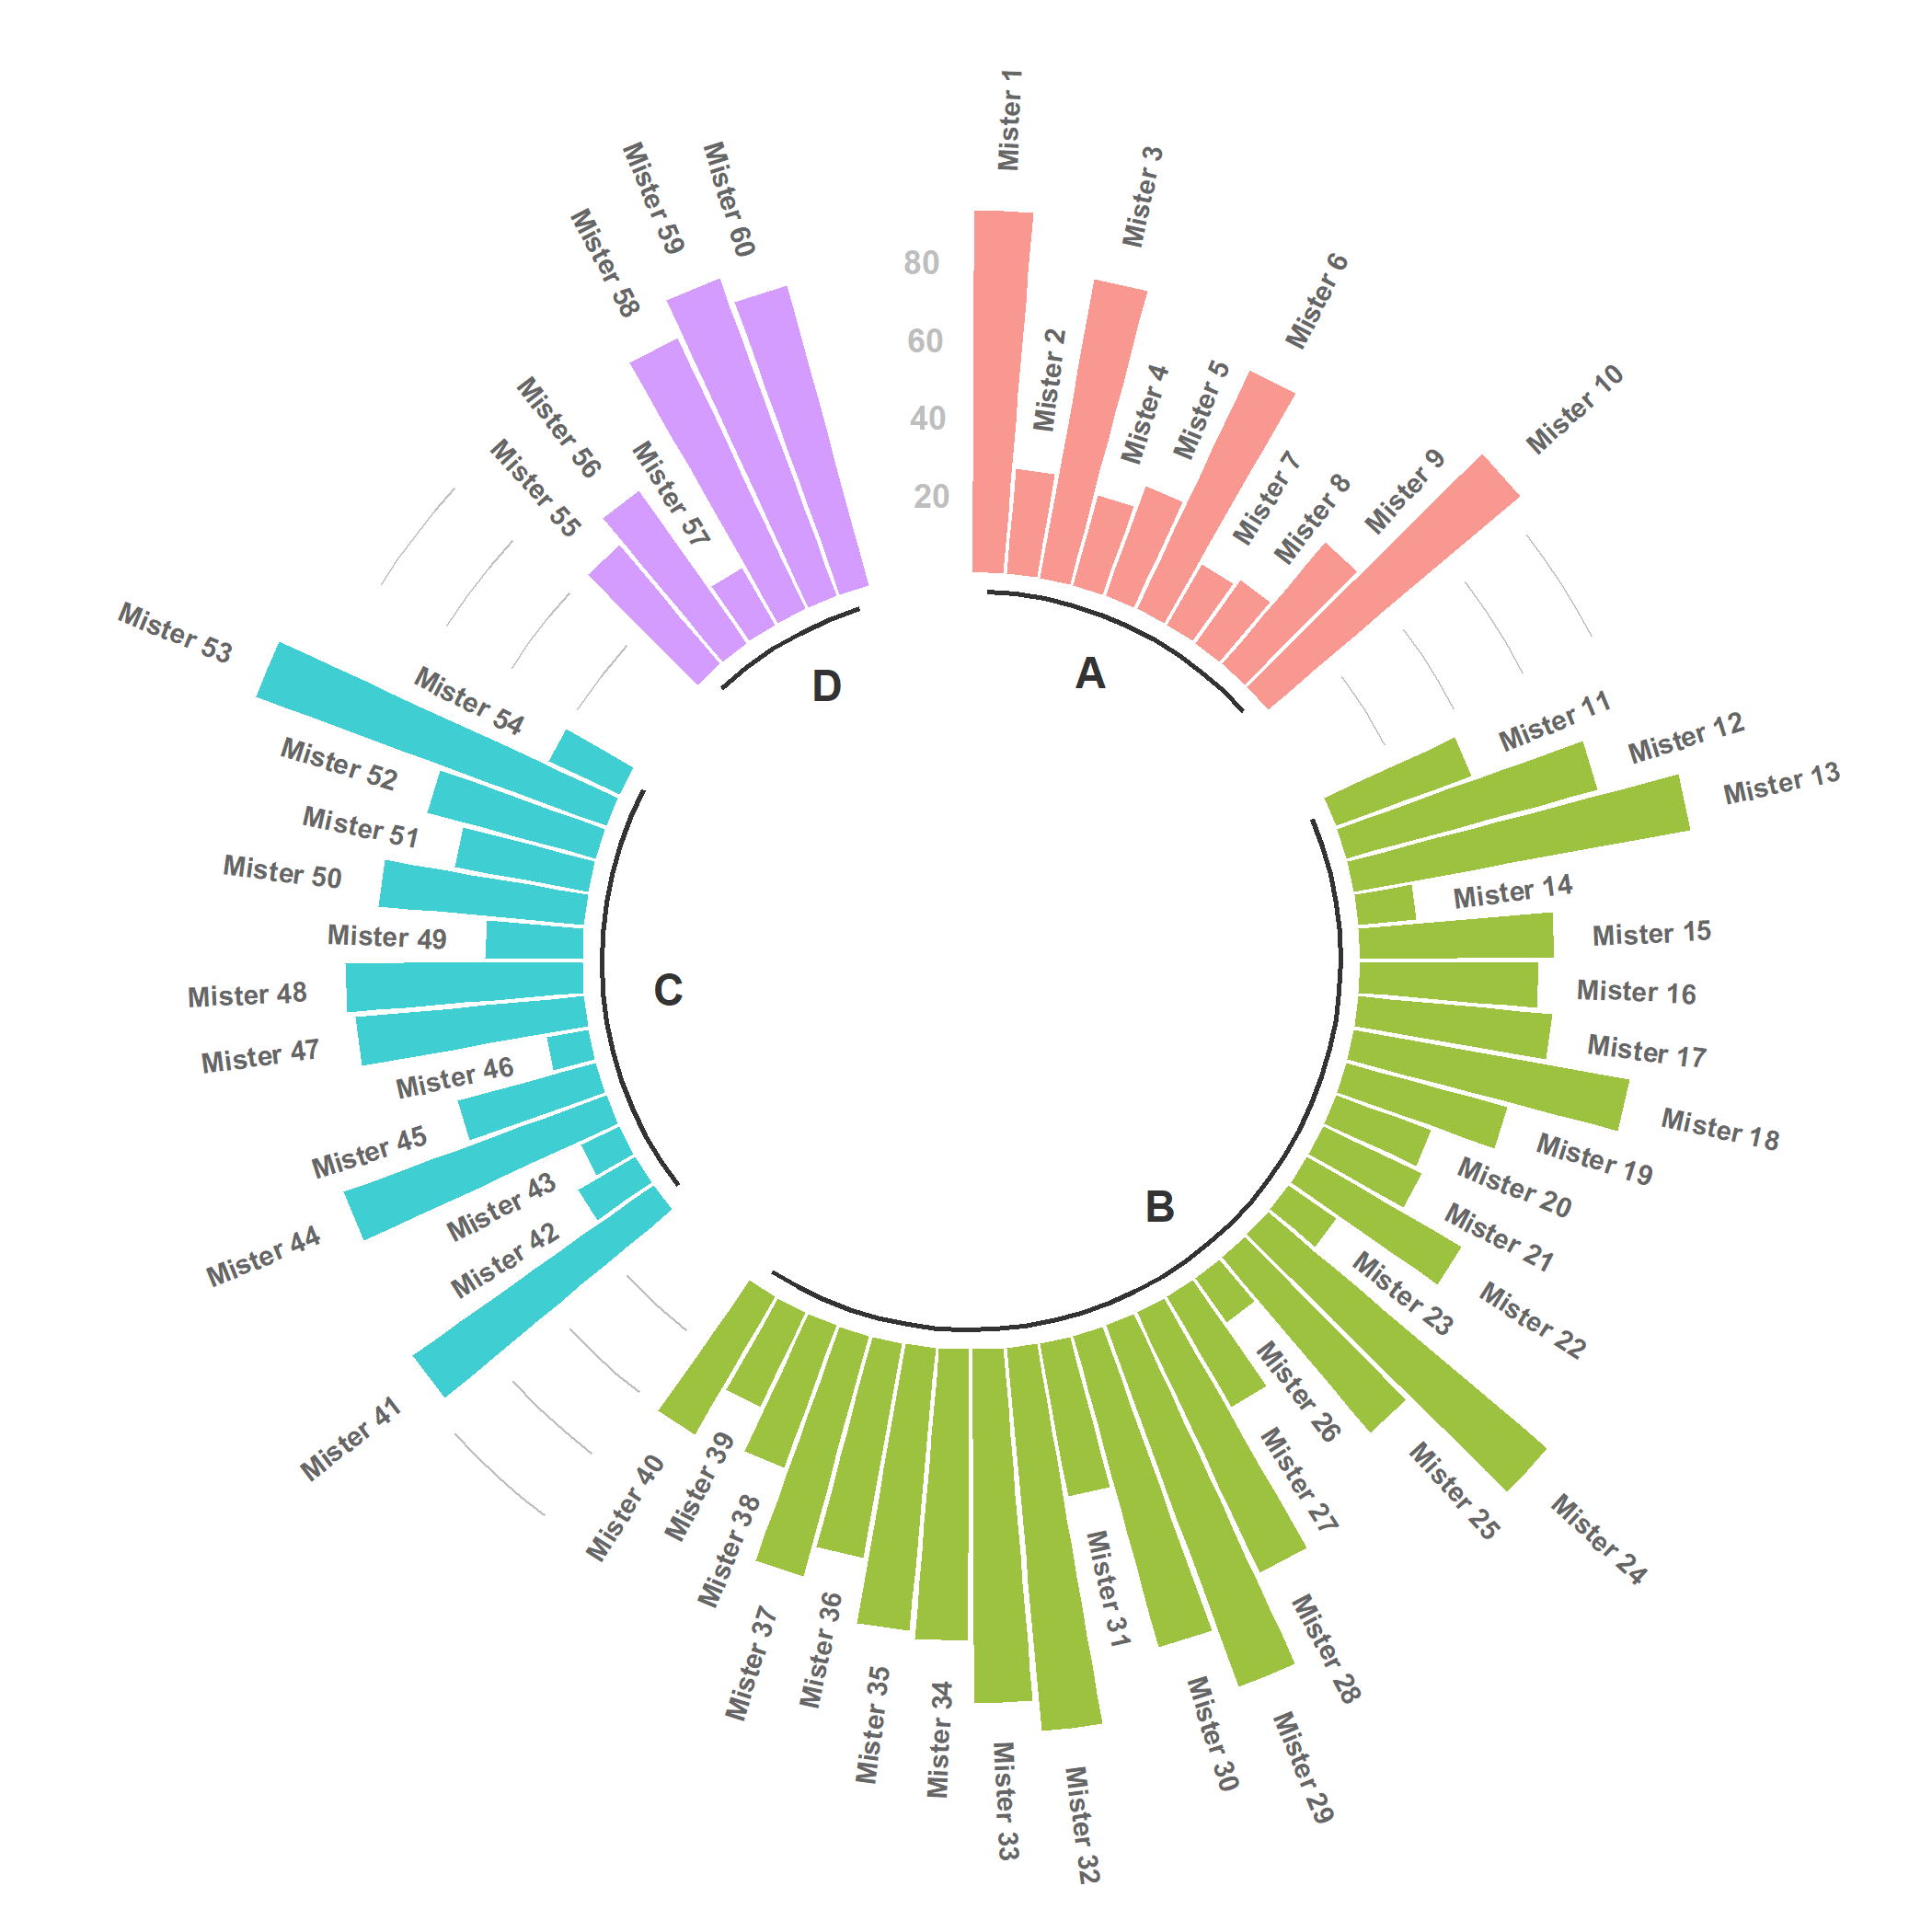 Mister 1
Mister 2
Mister 3
Mister 4
Mister 5
Mister 6
Mister 7
Mister 8
Mister 9
Mister 10
Mister 11
Mister 12
Mister 13
Mister 14
Mister 15
Mister 16
Mister 17
Mister 18
Mister 19
Mister 20
Mister 21
Mister 22
Mister 23
Mister 24
Mister 25
Mister 26
Mister 27
Mister 28
Mister 29
Mister 30
Mister 31
Mister 32
Mister 33
Mister 34
Mister 35
Mister 36
Mister 37
Mister 38
Mister 39
Mister 40
Mister 41
Mister 42
Mister 43
Mister 44
Mister 45
Mister 46
Mister 47
Mister 48
Mister 49
Mister 50
Mister 51
Mister 52
Mister 53
Mister 54
Mister 55
Mister 56
Mister 57
Mister 58
Mister 59
Mister 60
80
60
40
20
A
B
C
D